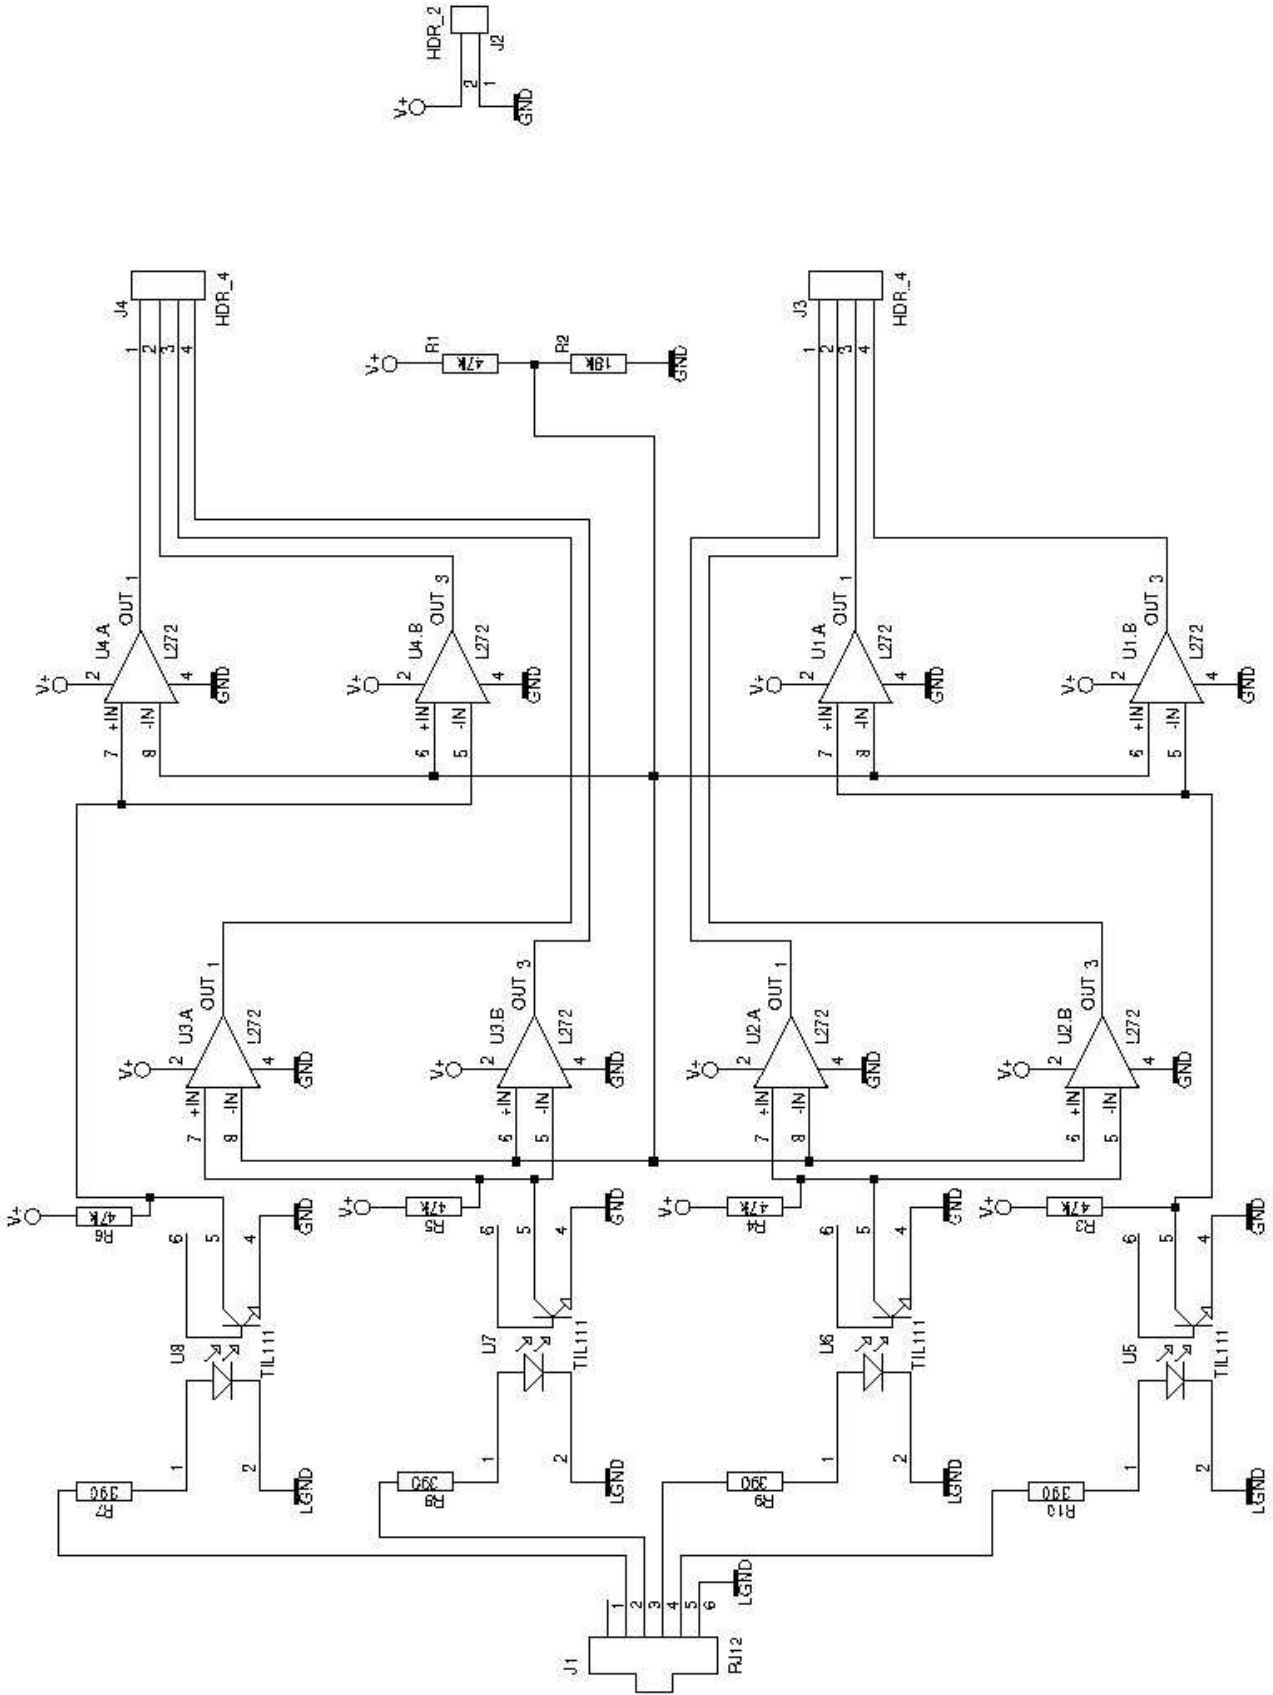 HDR_2
J2
V+
2
1
GND
J4
1
2
3
4
HDR_4
J3
1
2
3
4
HDR_4
V+
R1
47k
R2
GND
V+
U4.A
2
OUT 1
+IN
7
-IN
8
4
L272
GND
V+
U4.B
2
OUT 3
+IN
6
-IN
5
4
L272
GND
V+
U1.A
2
OUT 1
+IN
7
-IN
8
4
L272
GND
V+
U1.B
2
OUT 3
+IN
6
-IN
5
4
L272
GND
V+
U3.A
2
OUT 1
+IN
7
-IN
8
4
L272
GND
V+
U3.B
2
OUT 3
+IN
6
-IN
5
4
L272
GND
V+
U2.A
2
OUT 1
+IN
7
-IN
8
4
L272
GND
V+
U2.B
2
OUT 3
+IN
6
-IN
5
4
L272
GND
V+
47k
R6
6
5
4
GND
U8
TIL111
V+
47k
R5
6
5
4
GND
U7
TIL111
V+
47k
R4
6
5
4
GND
U6
TIL111
V+
47k
R3
6
5
4
GND
U5
TIL111
390
R7
1
2
LGND
390
R8
1
2
LGND
390
R9
1
2
LGND
390
R10
1
2
LGND
J1
1
2
3
4
5
6
RJ12
LGND